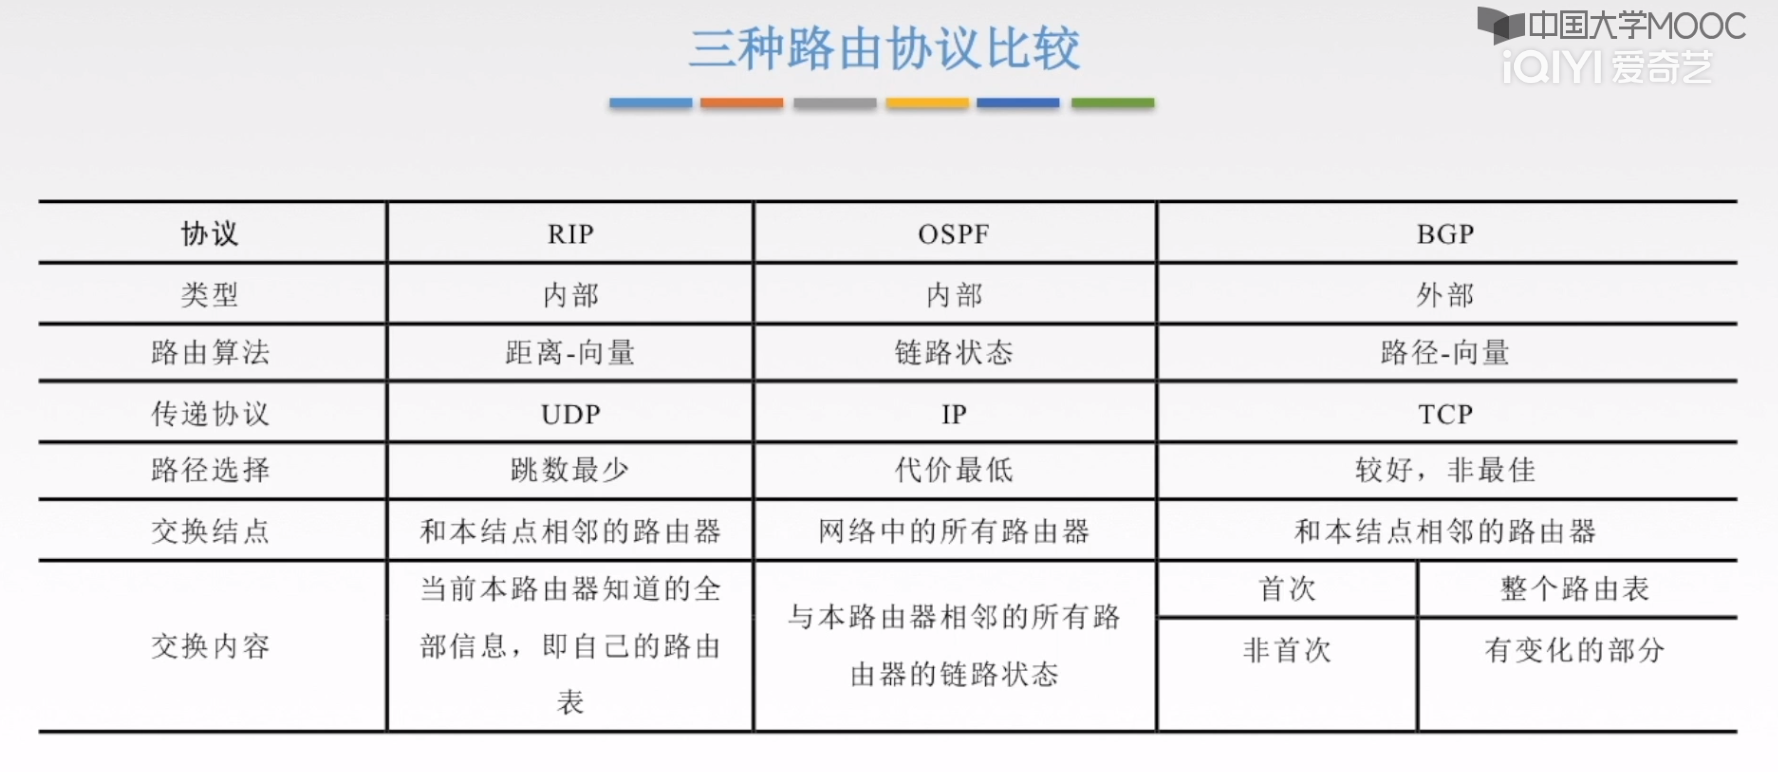 中国大学MOOC
iQIYI 爱奇艺
三种路由协议比较
协议 RIP OSPF BGP
类型 内部 内部 外部
路由算法 距离-向量 链路状态 路径-向量
传递协议 UDP IP TCP
路径选择 跳数最少 代价最低 较好，非最佳
交换结点 和本结点相邻的路由器 网络中的所有路由器 和本结点相邻的路由器
交换内容
当前本路由器知道的全
部信息，即自己的路由
表
与本路由器相邻的所有路
由器的链路状态
首次 整个路由表
非首次 有变化的部分